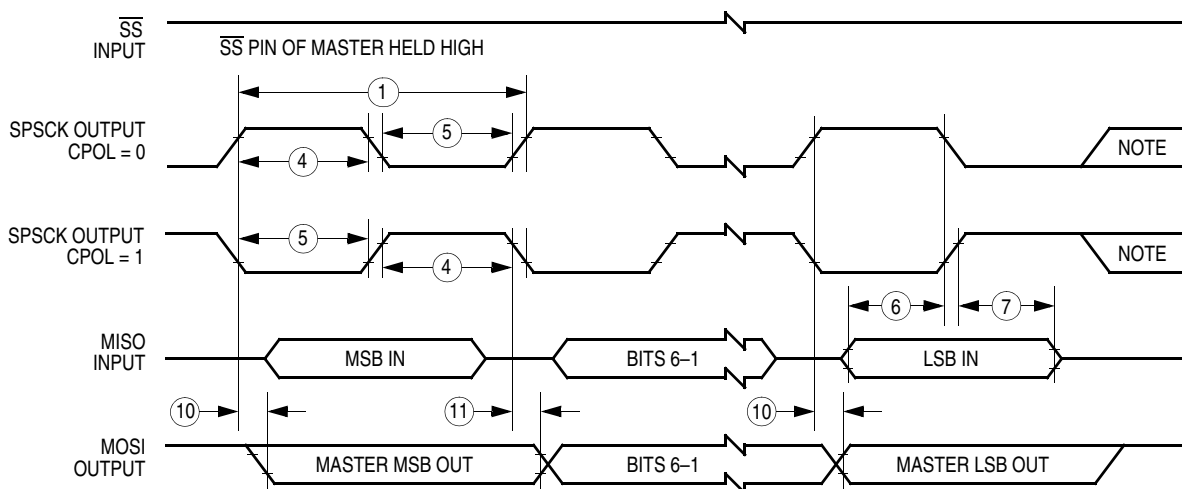 SS
INPUT
SS PIN OF MASTER HELD HIGH
1
SPSCK OUTPUT
CPOL = 0
5
4
NOTE
SPSCK OUTPUT
CPOL = 1
5
4
NOTE
6
7
MISO
INPUT
MSB IN
BITS 6–1
LSB IN
10
11
10
MOSI
OUTPUT
MASTER MSB OUT
BITS 6–1
MASTER LSB OUT